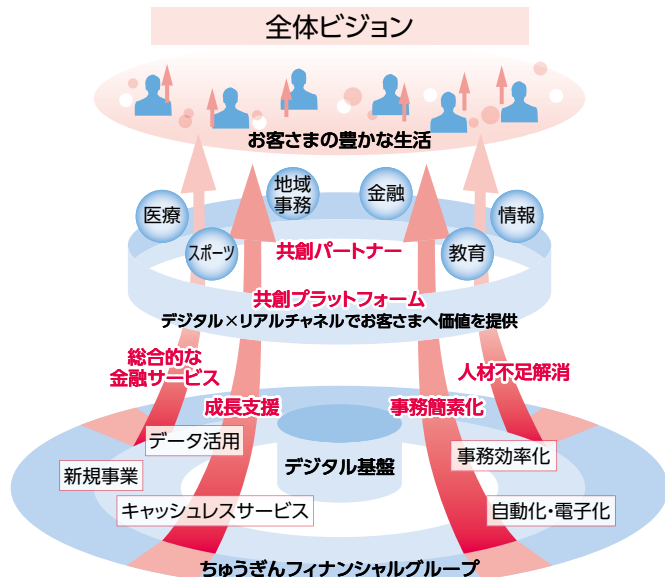 全体ビジョン
お客さまの豊かな生活
医療
スポーツ
地域
事務
金融
教育
情報
共創パートナー
共創プラットフォーム
デジタル×リアルチャネルでお客さまへ価値を提供
総合的な
金融サービス
成長支援
事務簡素化
人材不足解消
データ活用
新規事業
キャッシュレスサービス
デジタル基盤
事務効率化
自動化・電子化
ちゅうぎんフィナンシャルグループ